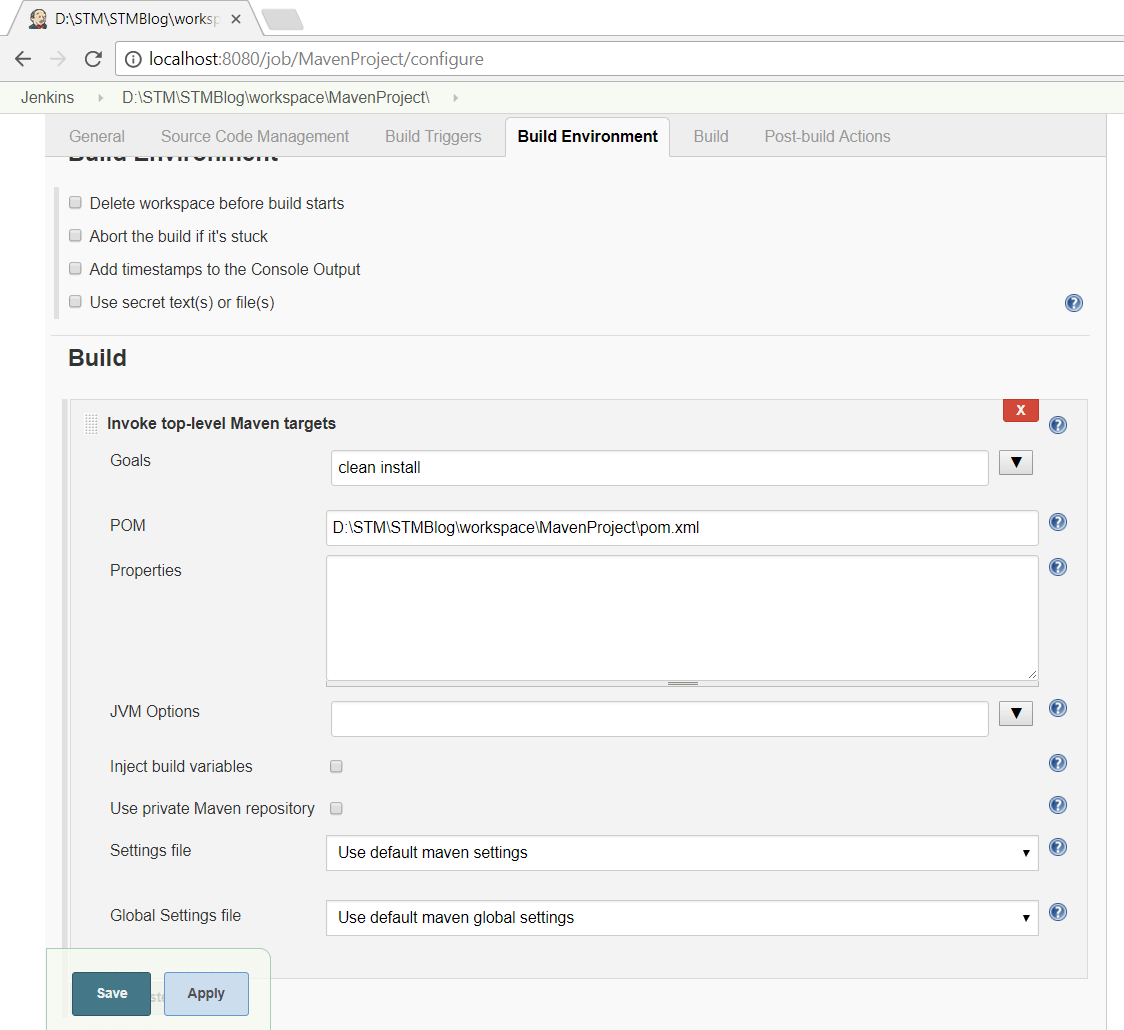 D:\STM\STMBlog\worksp
localhost:8080/job/MavenProject/configure
Jenkins D:\STM\STMBlog\workspace\MavenProject\
General Source Code Management Build Triggers Build Environment Build Post-build Actions
Build Environment
Delete workspace before build starts
Abort the build if it's stuck
Add timestamps to the Console Output
Use secret text(s) or file(s)
Build
Invoke top-level Maven targets X
Goals clean install
POM D:\STM\STMBlog\workspace\MavenProject\pom.xml
Properties
JVM Options
Inject build variables
Use private Maven repository
Settings file Use default maven settings
Global Settings file Use default maven global settings
Save Apply